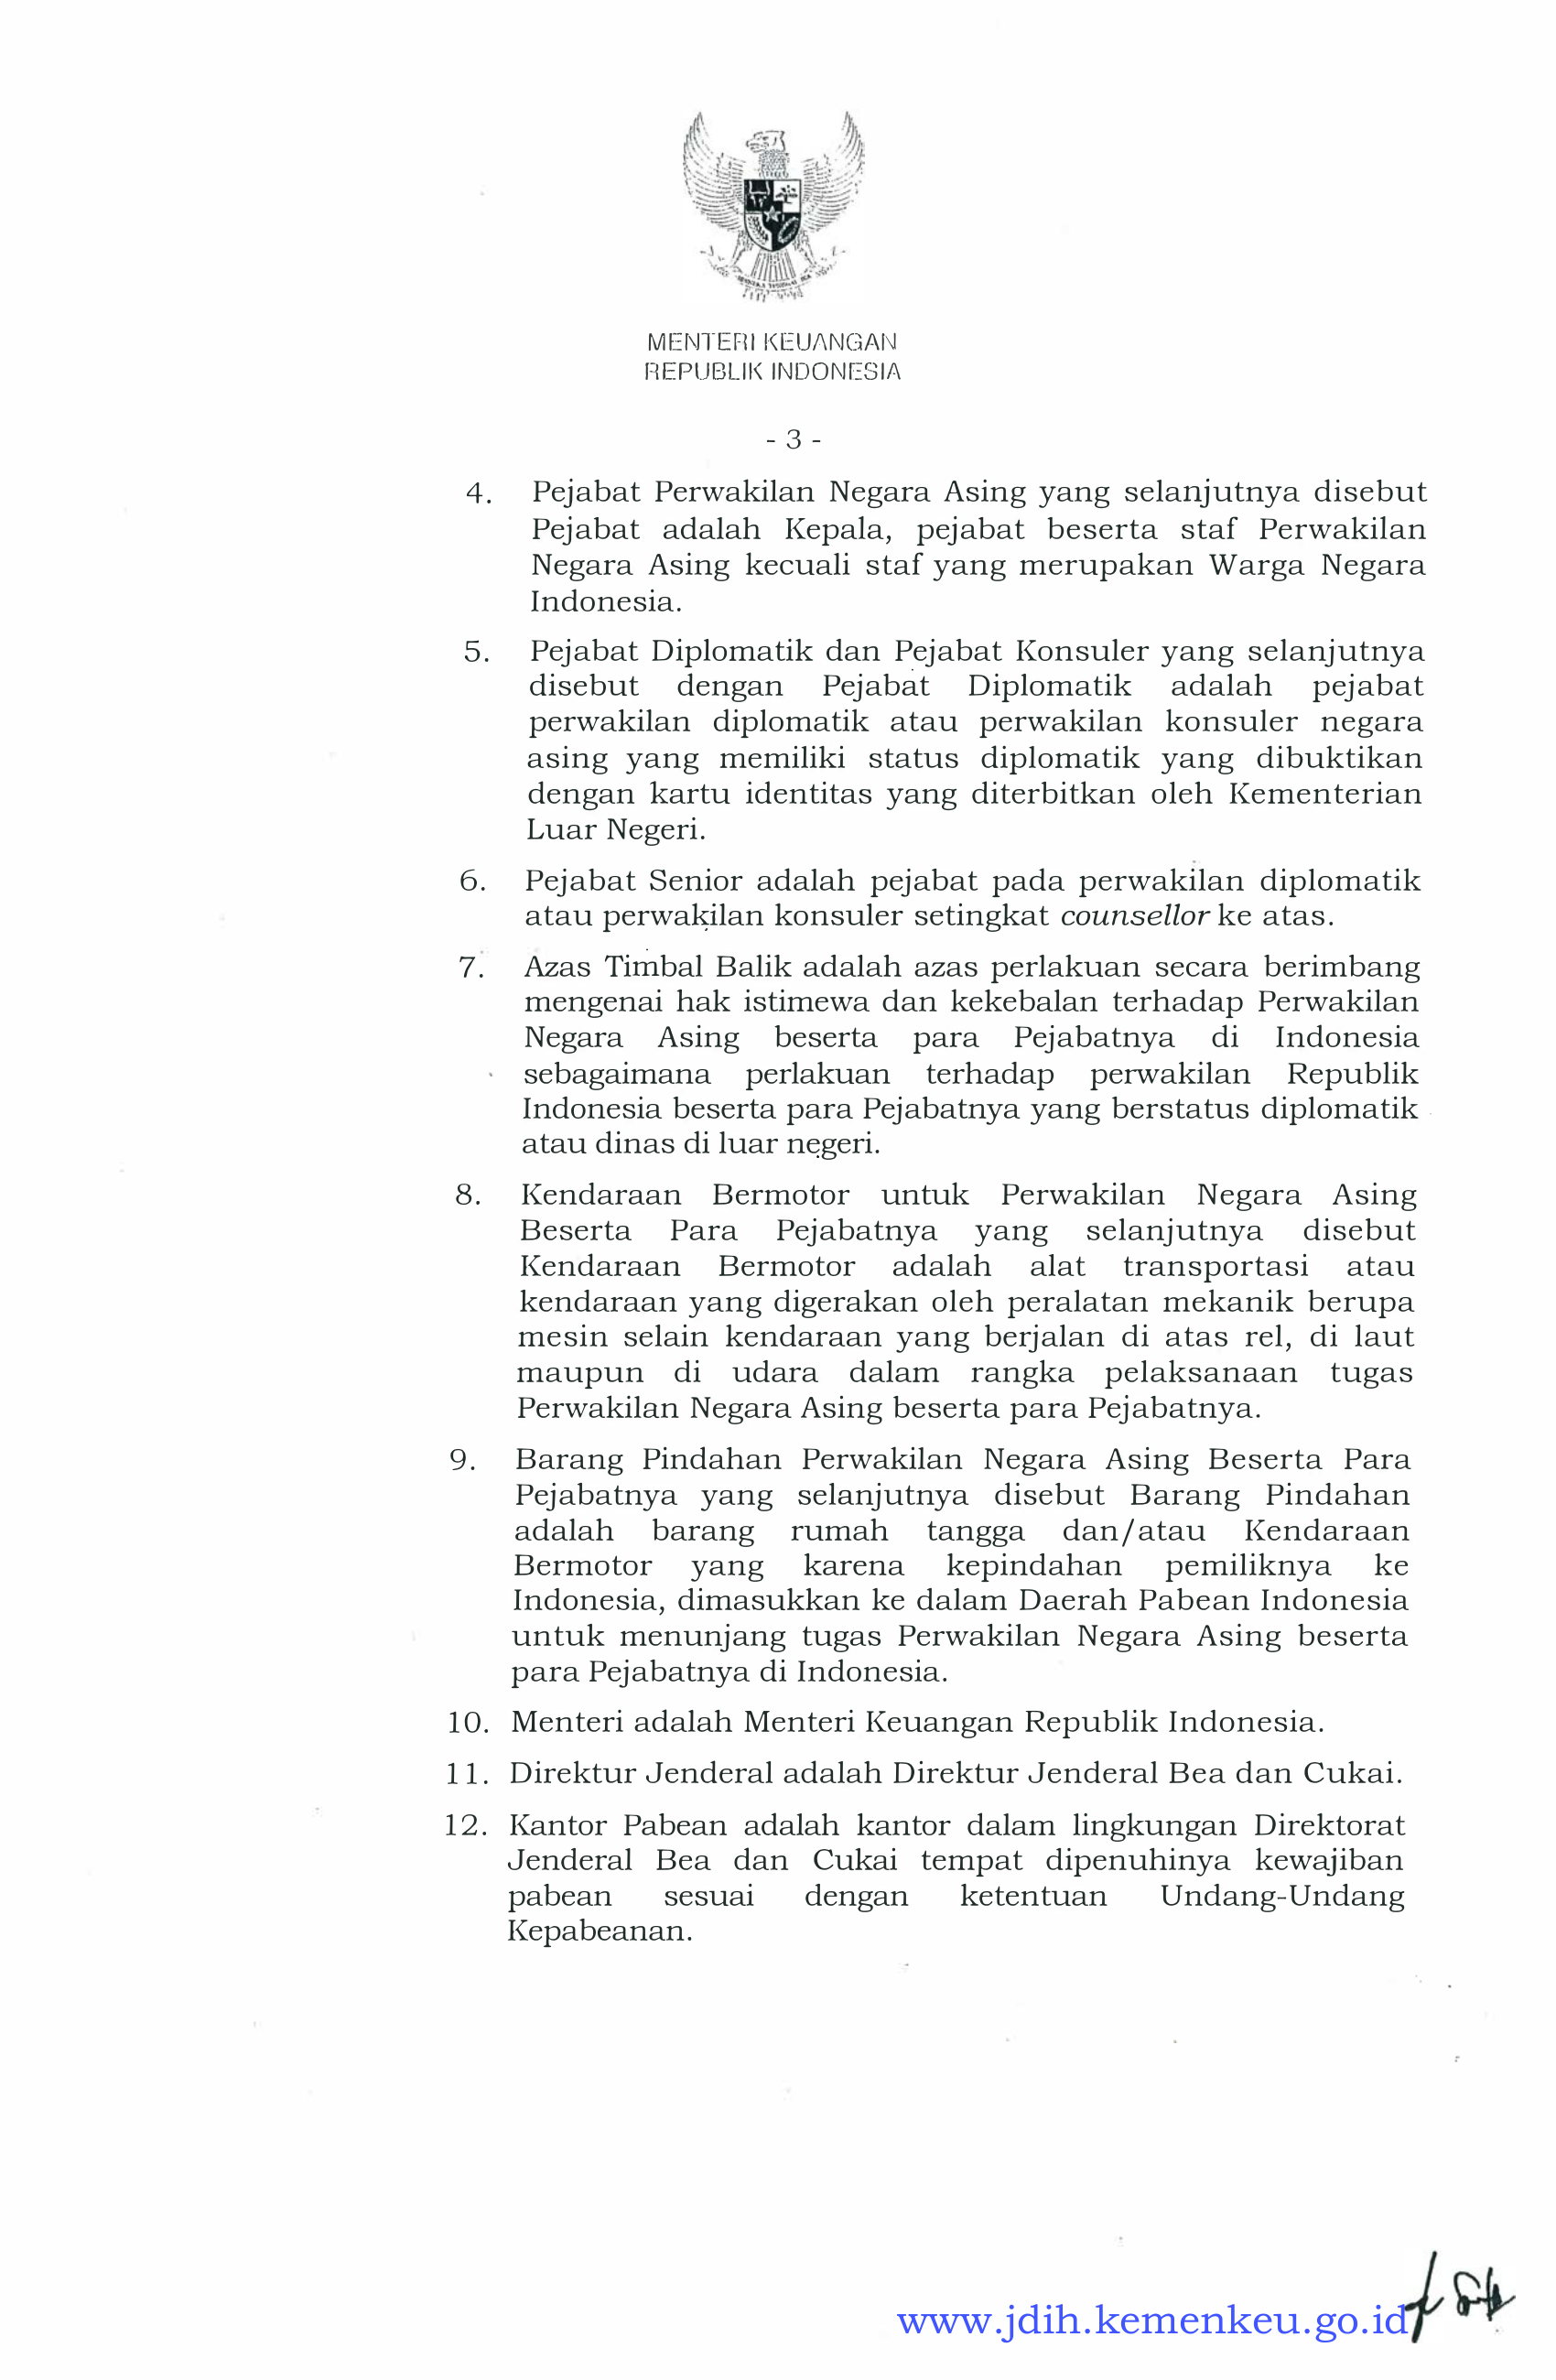 MENTERI KEUANGAN
REPUBLIK INDONESIA
- 3 -
4. Pejabat Perwakilan Negara Asing yang selanjutnya disebut
Pejabat adalah Kepala, pejabat beserta staf Perwakilan
Negara Asing kecuali staf yang merupakan Warga Negara
Indonesia.
5. Pejabat Diplomatik dan Pejabat Konsuler yang selanjutnya
disebut dengan Pejabat Diplomatik adalah pejabat
perwakilan diplomatik atau perwakilan konsuler negara
asing yang memiliki status diplomatik yang dibuktikan
dengan kartu identitas yang diterbitkan oleh Kementerian
Luar Negeri.
6. Pejabat Senior adalah pejabat pada perwakilan diplomatik
atau perwakilan konsuler setingkat counsellor ke atas.
7. Azas Timbal Balik adalah azas perlakuan secara berimbang
mengenai hak istimewa dan kekebalan terhadap Perwakilan
Negara Asing beserta para Pejabatnya di Indonesia
sebagaimana perlakuan terhadap perwakilan Republik
Indonesia beserta para Pejabatnya yang berstatus diplomatik
atau dinas di luar negeri.
8. Kendaraan Bermotor untuk Perwakilan Negara Asing
Beserta Para Pejabatnya yang selanjutnya disebut
Kendaraan Bermotor adalah alat transportasi atau
kendaraan yang digerakan oleh peralatan mekanik berupa
mesin selain kendaraan yang berjalan di atas rel, di laut
maupun di udara dalam rangka pelaksanaan tugas
Perwakilan Negara Asing beserta para Pejabatnya.
9. Barang Pindahan Perwakilan Negara Asing Beserta Para
Pejabatnya yang selanjutnya disebut Barang Pindahan
adalah barang rumah tangga dan/atau Kendaraan
Bermotor yang karena kepindahan pemiliknya ke
Indonesia, dimasukkan ke dalam Daerah Pabean Indonesia
untuk menunjang tugas Perwakilan Negara Asing beserta
para Pejabatnya di Indonesia.
10. Menteri adalah Menteri Keuangan Republik Indonesia.
11. Direktur Jenderal adalah Direktur Jenderal Bea dan Cukai.
12. Kantor Pabean adalah kantor dalam lingkungan Direktorat
Jenderal Bea dan Cukai tempat dipenuhinya kewajiban
pabean sesuai dengan ketentuan Undang-Undang
Kepabeanan.
www.jdih.kemenkeu.go.id